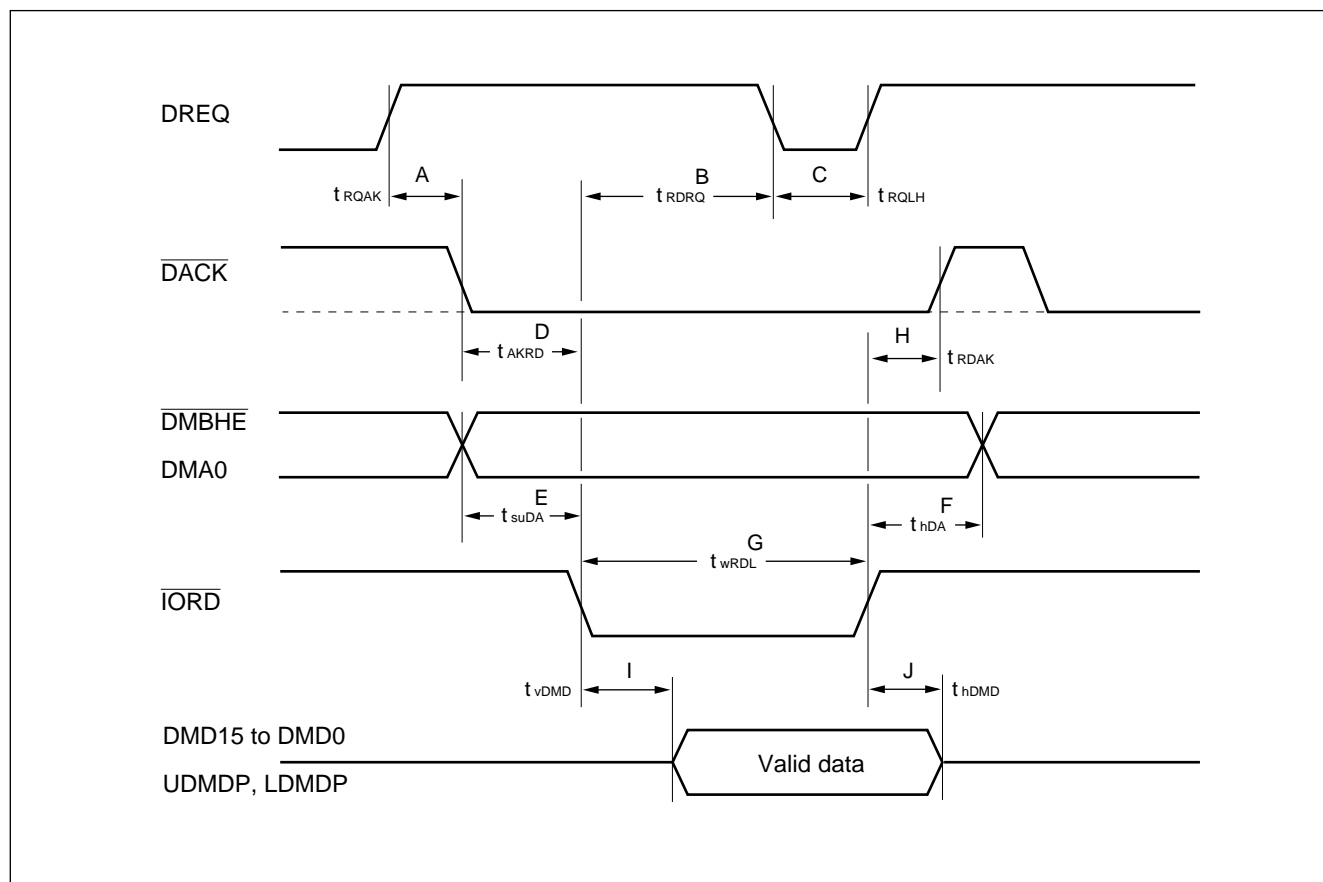 DREQ
A
B
C
t RQAK
t RDRQ
t RQLH
DACK
D
H
t AKRD
t RDAK
DMBHE
DMA0
E
F
t suDA
t hDA
G
t wRDL
IORD
I
J
t vDMD
t hDMD
DMD15 to DMD0
Valid data
UDMDP, LDMDP